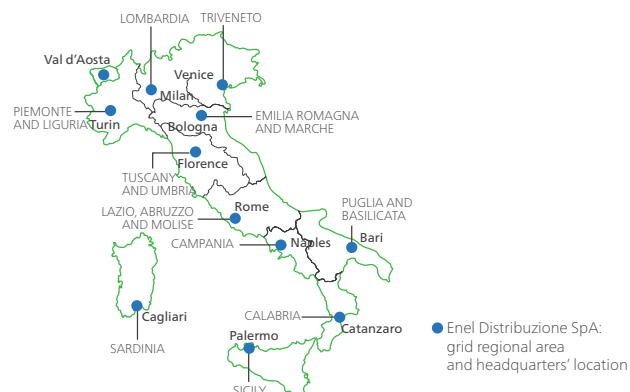 LOMBARDIA
TRIVENETO
Val d’Aosta
Venice
Milan
PIEMONTE
AND LIGURIA
Turin
EMILIA ROMAGNA
AND MARCHE
Bologna
Florence
TUSCANY
AND UMBRIA
Rome
LAZIO, ABRUZZO
AND MOLISE
PUGLIA AND
BASILICATA
CAMPANIA
Naples
Bari
Cagliari
SARDINIA
CALABRIA
Catanzaro
Palermo
SICILY
Enel Distribuzione SpA:
grid regional area
and headquarters’ location